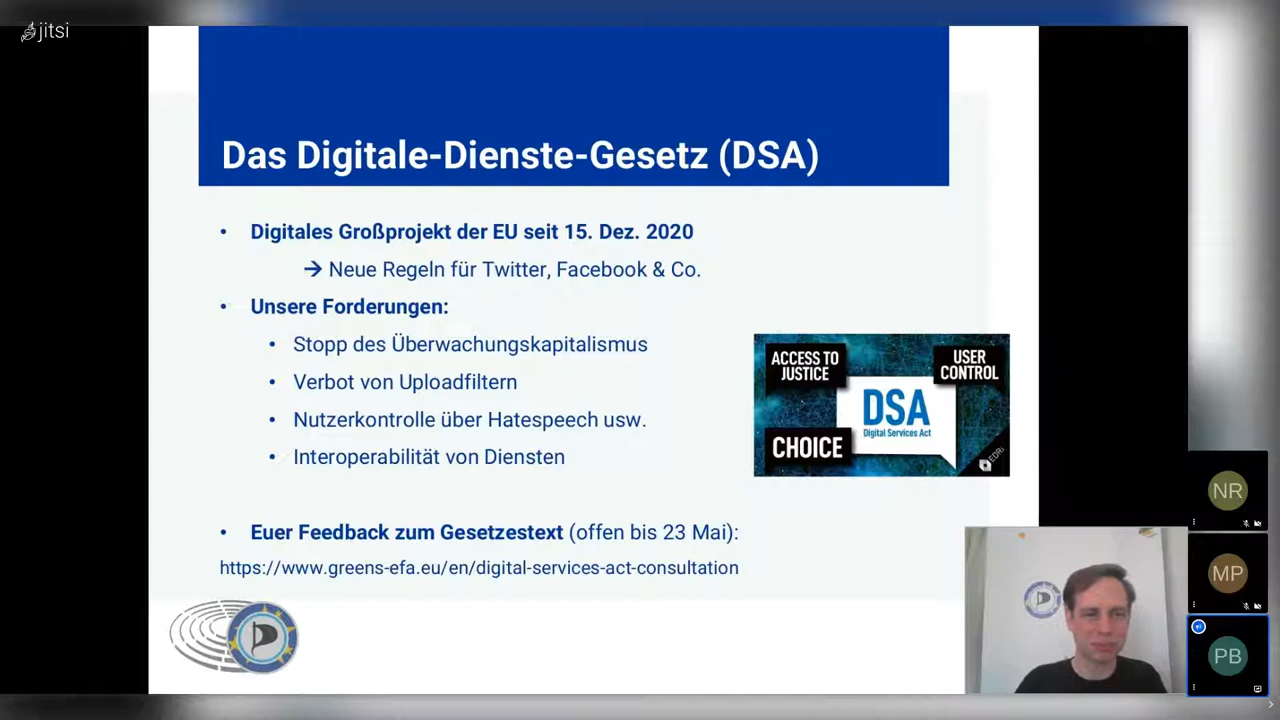 jitsi
Das Digitale-Dienste-Gesetz (DSA)
• Digitales Großprojekt der EU seit 15. Dez. 2020
→ Neue Regeln für Twitter, Facebook & Co.
• Unsere Forderungen:
• Stopp des Überwachungskapitalismus
• Verbot von Uploadfiltern
• Nutzerkontrolle über Hatespeech usw.
• Interoperabilität von Diensten
ACCESS TO
JUSTICE
USER
CONTROL
DSA
Digital Services Act
CHOICE
EDRi
• Euer Feedback zum Gesetzestext (offen bis 23 Mai):
https://www.greens-efa.eu/en/digital-services-act-consultation
NR
MP
PB